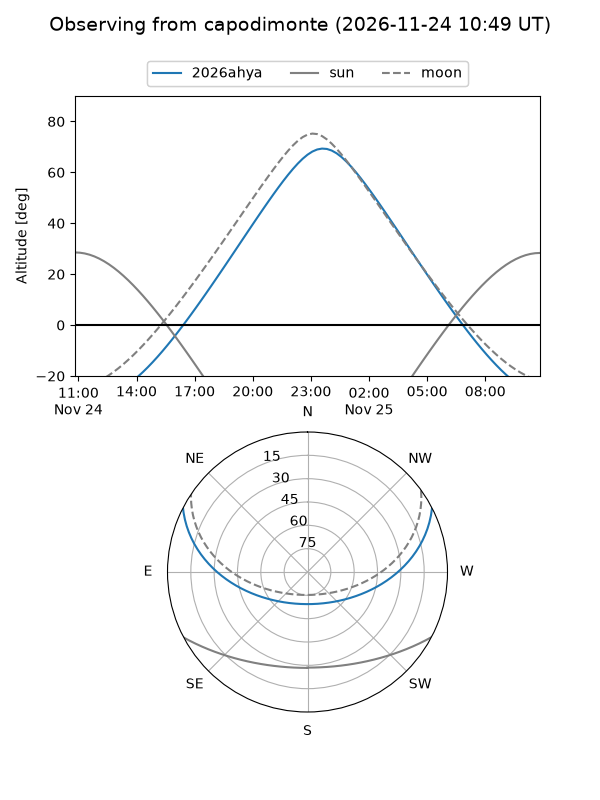 Observing from capodimonte (2026-11-24 10:49 UT)
2026ahya sun moon
80
60
40
20
0
−20
Altitude [deg]
11:00 14:00 17:00 20:00 23:00 02:00 05:00 08:00
Nov 24 Nov 25
N
NE NW
15
30
45
60
75
E W
SE SW
S